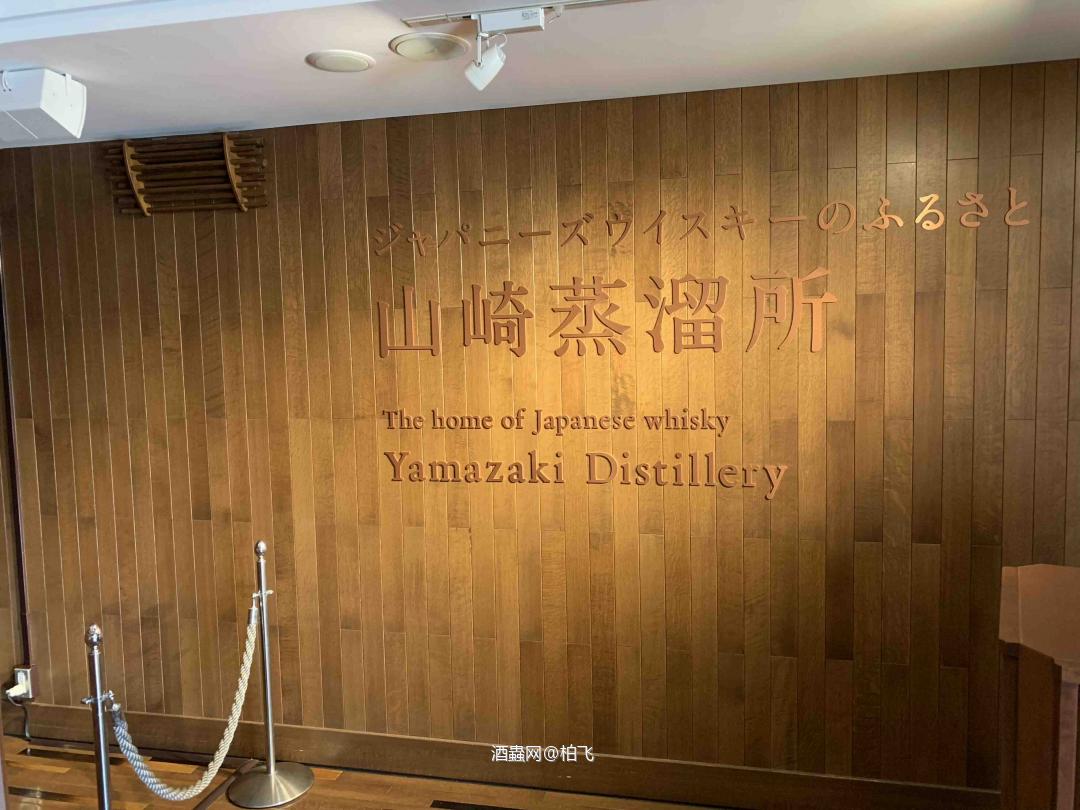 ジャパニーズウイスキーのふるさと
山崎蒸溜所
The home of Japanese whisky
Yamazaki Distillery
酒蟲网@柏飞